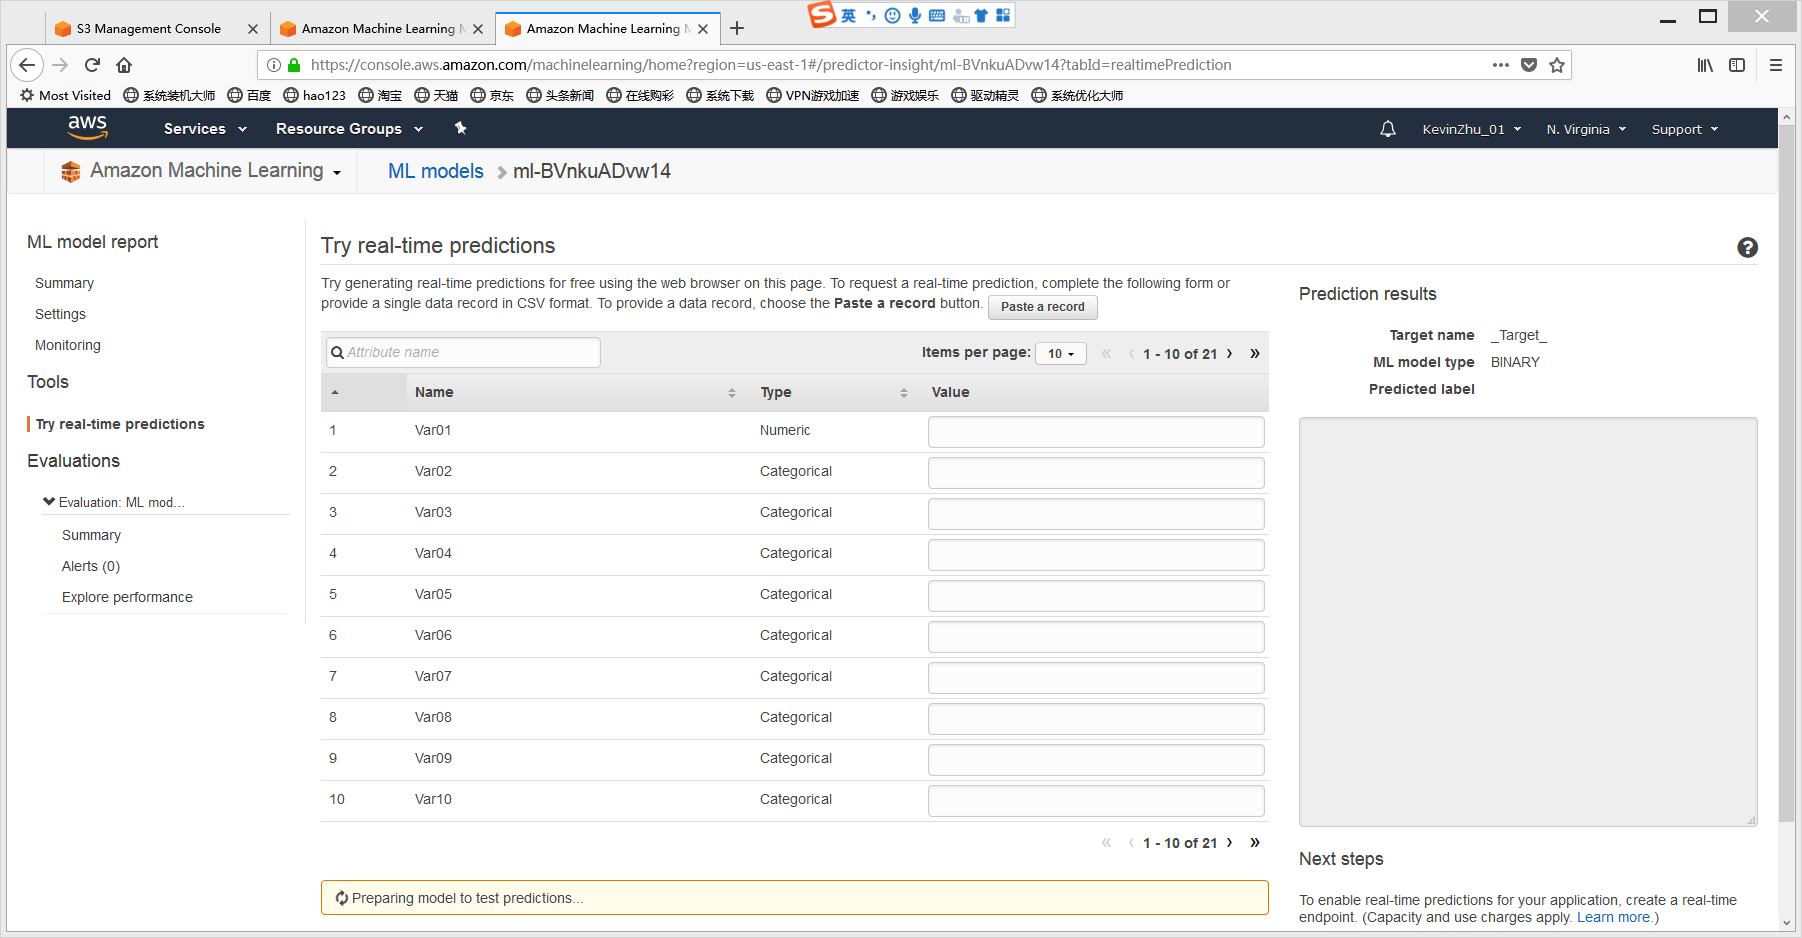 S3 Management Console
Amazon Machine Learning
Amazon Machine Learning
英
https://console.aws.amazon.com/machinelearning/home?region=us-east-1#/predictor-insight/ml-BVnkuADvw14?tabId=realtimePrediction
Most Visited 系统装机大师 百度 hao123 淘宝 天猫 京东 头条新闻 在线购彩 系统下载 VPN游戏加速 游戏娱乐 驱动精灵 系统优化大师
aws Services Resource Groups KevinZhu_01 N. Virginia Support
Amazon Machine Learning ML models ml-BVnkuADvw14
ML model report
Summary
Settings
Monitoring
Tools
Try real-time predictions
Evaluations
Evaluation: ML mod...
Summary
Alerts (0)
Explore performance
Try real-time predictions
Try generating real-time predictions for free using the web browser on this page. To request a real-time prediction, complete the following form or
provide a single data record in CSV format. To provide a data record, choose the Paste a record button. Paste a record
Attribute name Items per page: 10 « ‹ 1 - 10 of 21 › »
Name Type Value
1 Var01 Numeric
2 Var02 Categorical
3 Var03 Categorical
4 Var04 Categorical
5 Var05 Categorical
6 Var06 Categorical
7 Var07 Categorical
8 Var08 Categorical
9 Var09 Categorical
10 Var10 Categorical
« ‹ 1 - 10 of 21 › »
Preparing model to test predictions...
Prediction results
Target name _Target_
ML model type BINARY
Predicted label
Next steps
To enable real-time predictions for your application, create a real-time
endpoint. (Capacity and use charges apply. Learn more.)